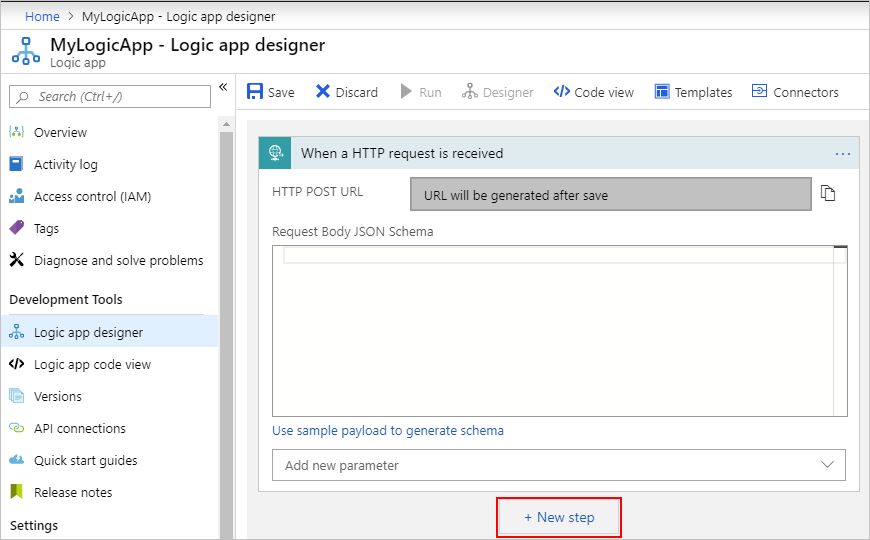 Home > MyLogicApp - Logic app designer
MyLogicApp - Logic app designer
Logic app
Search (Ctrl+/)
«
Overview
Activity log
Access control (IAM)
Tags
Diagnose and solve problems
Development Tools
Logic app designer
Logic app code view
Versions
API connections
Quick start guides
Release notes
Settings
Save Discard Run Designer Code view Templates Connectors
When a HTTP request is received ...
HTTP POST URL URL will be generated after save
Request Body JSON Schema
Use sample payload to generate schema
Add new parameter
+ New step